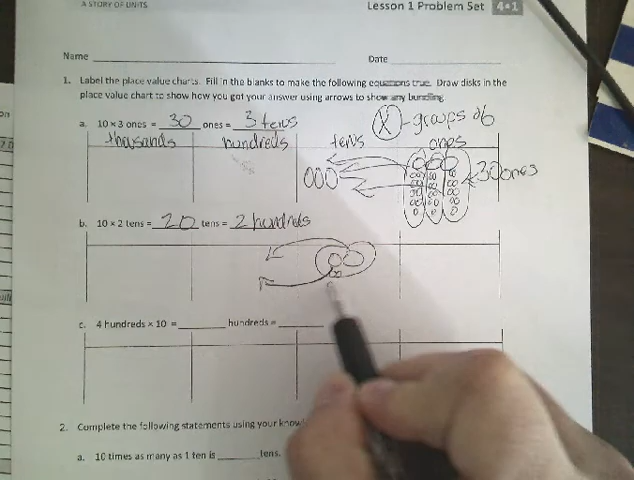 A STORY OF UNITS
Lesson 1 Problem Set 4•1
Name
Date
1. Label the place value charts. Fill in the blanks to make the following equations true. Draw disks in the
place value chart to show how you got your answer using arrows to show any bundling.
a. 10 × 3 ones = 30 ones = 3 tens
(X)-groups of
thousands hundreds tens ones
30 ones
b. 10 × 2 tens = 20 tens = 2 hundreds
c. 4 hundreds × 10 = ______ hundreds = ______
2. Complete the following statements using your
a. 10 times as many as 1 ten is ______ tens.